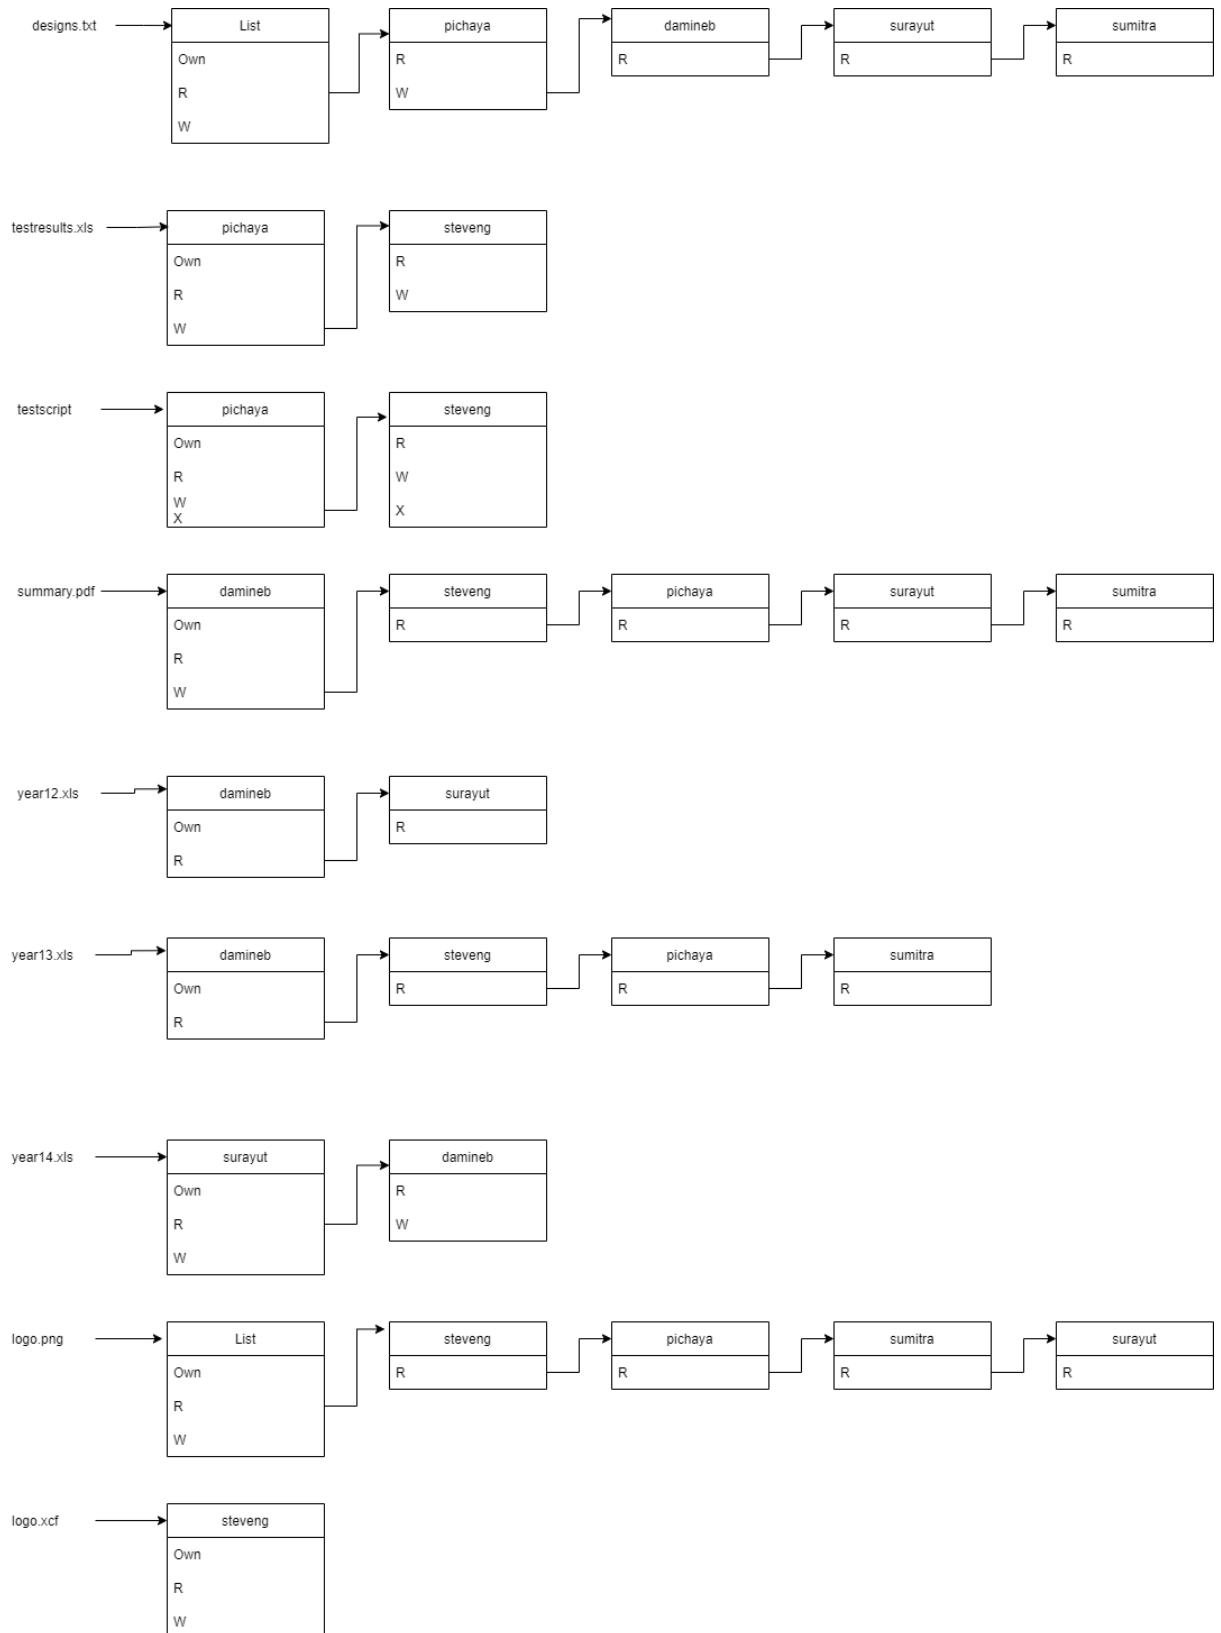 designs.txt List pichaya damineb surayut sumitra
Own R R R R
R W
W
testresults.xls pichaya steveng
Own R
R W
W
testscript pichaya steveng
Own R
R W
W
X X
summary.pdf damineb steveng pichaya surayut sumitra
Own R R R R
R
W
year12.xls damineb surayut
Own R
R
year13.xls damineb steveng pichaya sumitra
Own R R R
R
year14.xls surayut damineb
Own R
R W
W
logo.png List steveng pichaya sumitra surayut
Own R R R R
R
W
logo.xcf steveng
Own
R
W